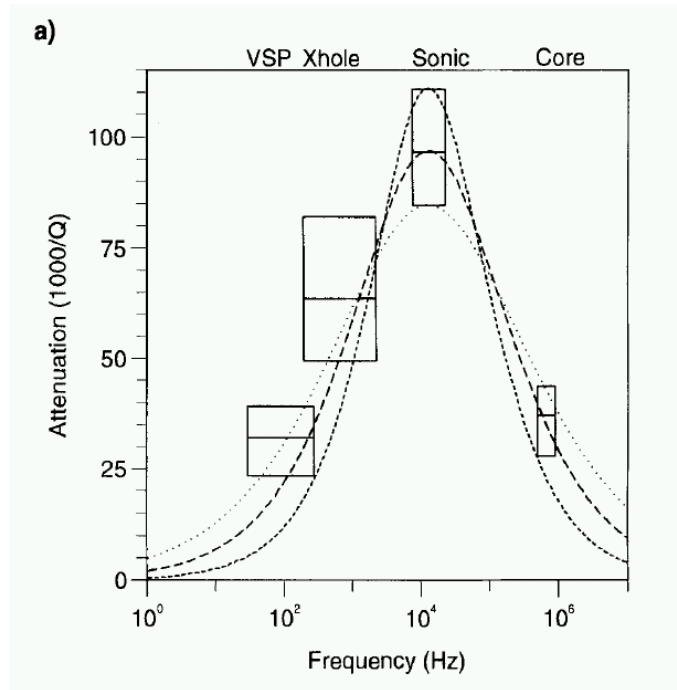 a)
VSP Xhole Sonic Core
100
75
50
25
0
Attenuation (1000/Q)
10⁰ 10² 10⁴ 10⁶
Frequency (Hz)